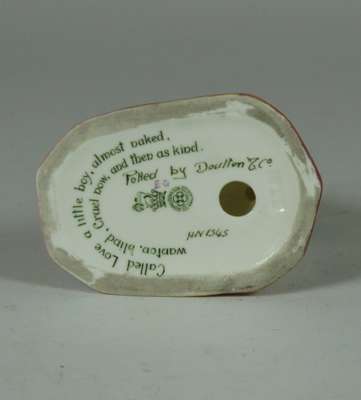 Called Love a little boy, almost naked,
wanton, blind, Cruel now, and then as kind.
Potted by Doulton & Co
HN 1545